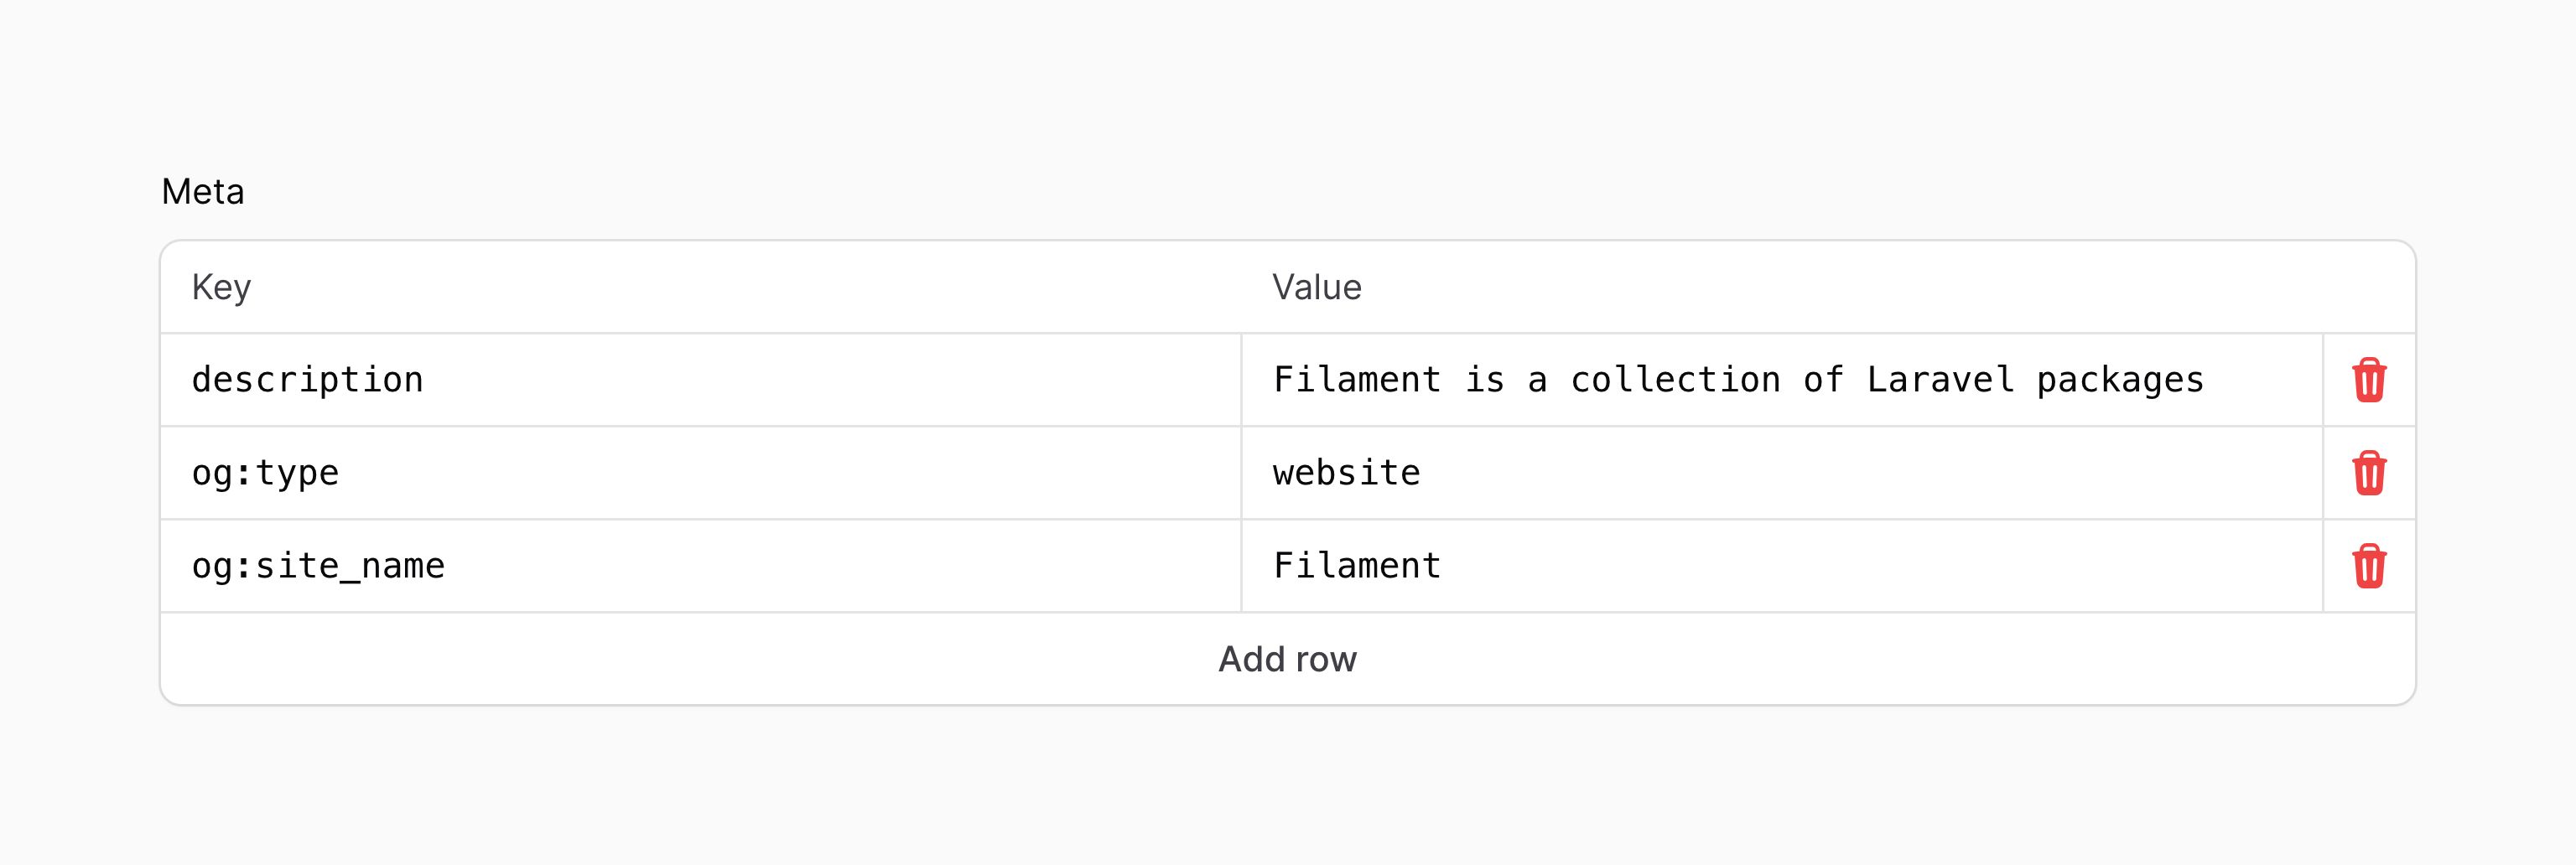 Meta
Key Value
description Filament is a collection of Laravel packages
og:type website
og:site_name Filament
Add row